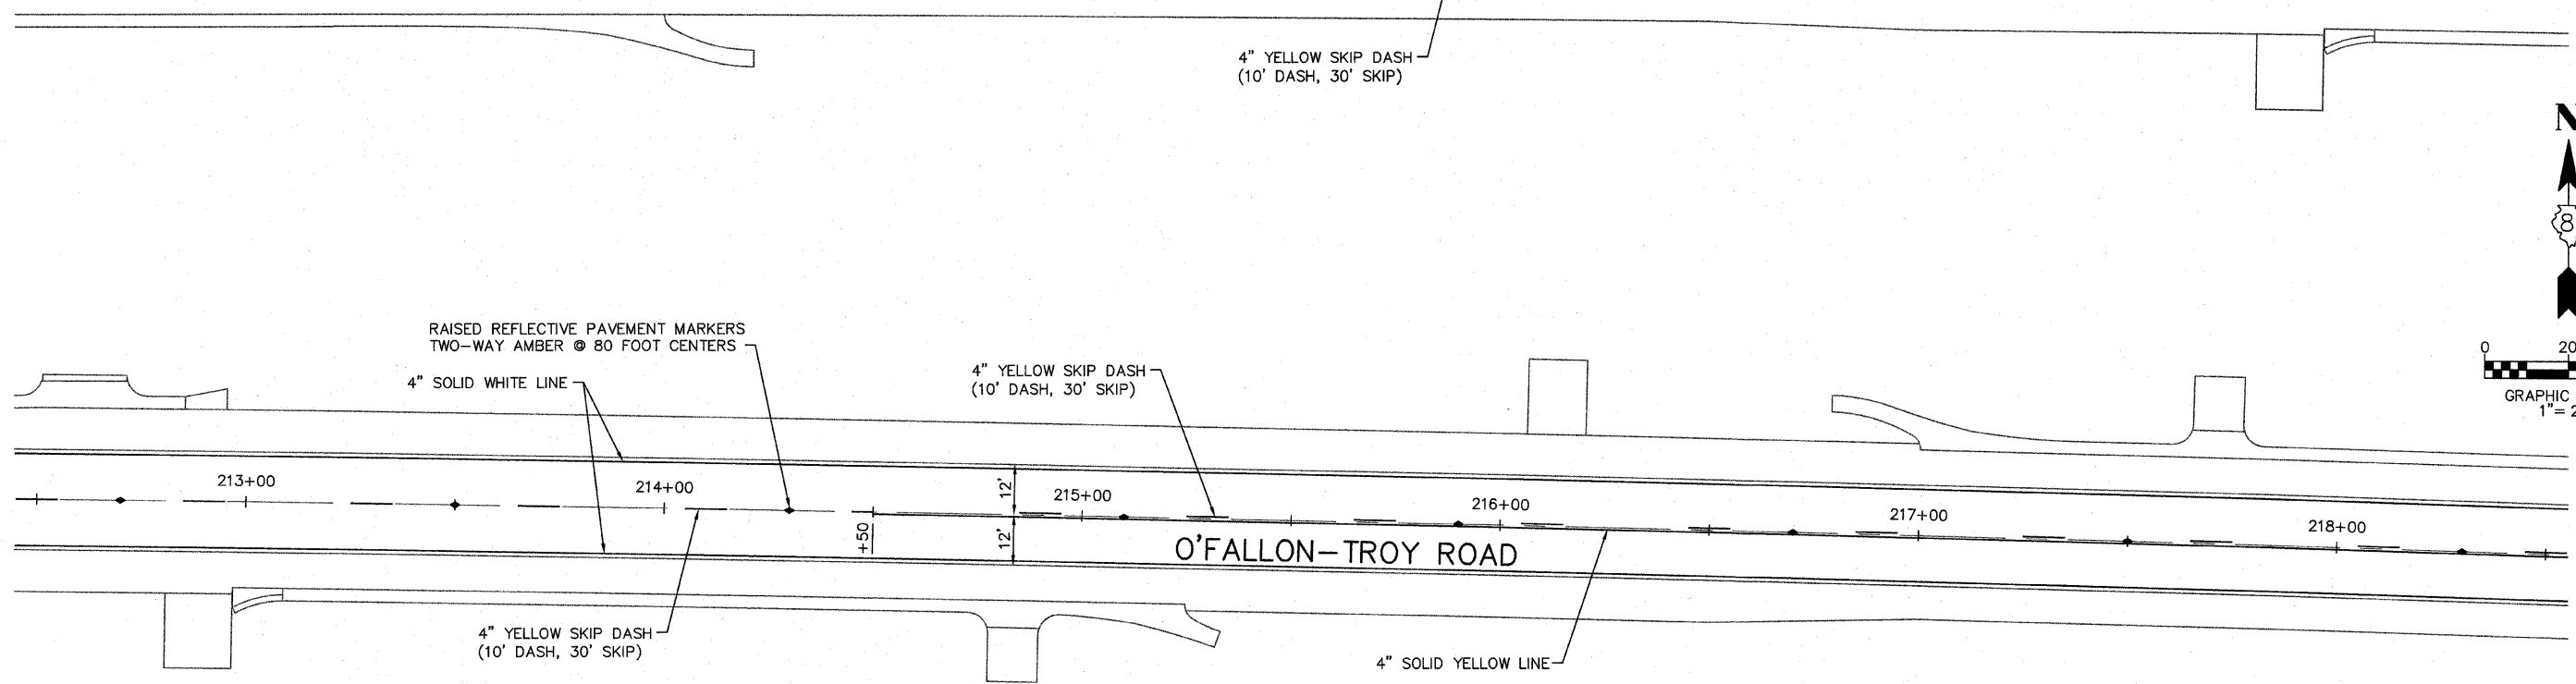 4" YELLOW SKIP DASH
(10' DASH, 30' SKIP)
N
8
0 20
GRAPHIC
1"= 2
RAISED REFLECTIVE PAVEMENT MARKERS
TWO-WAY AMBER @ 80 FOOT CENTERS
4" SOLID WHITE LINE
4" YELLOW SKIP DASH
(10' DASH, 30' SKIP)
213+00
214+00
215+00
216+00
217+00
218+00
12'
12'
+50
O'FALLON-TROY ROAD
4" YELLOW SKIP DASH
(10' DASH, 30' SKIP)
4" SOLID YELLOW LINE